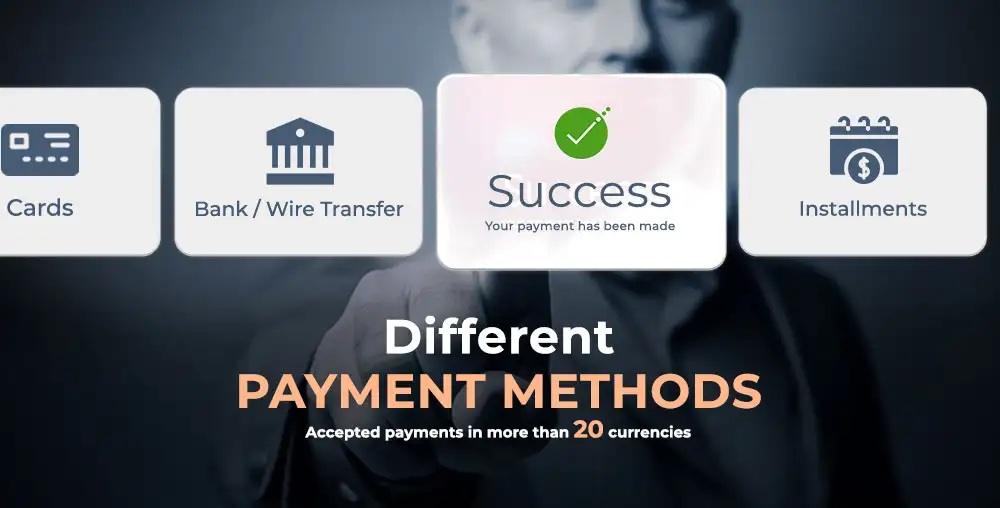 Cards
Bank / Wire Transfer
Success
Your payment has been made
Installments
Different
PAYMENT METHODS
Accepted payments in more than 20 currencies